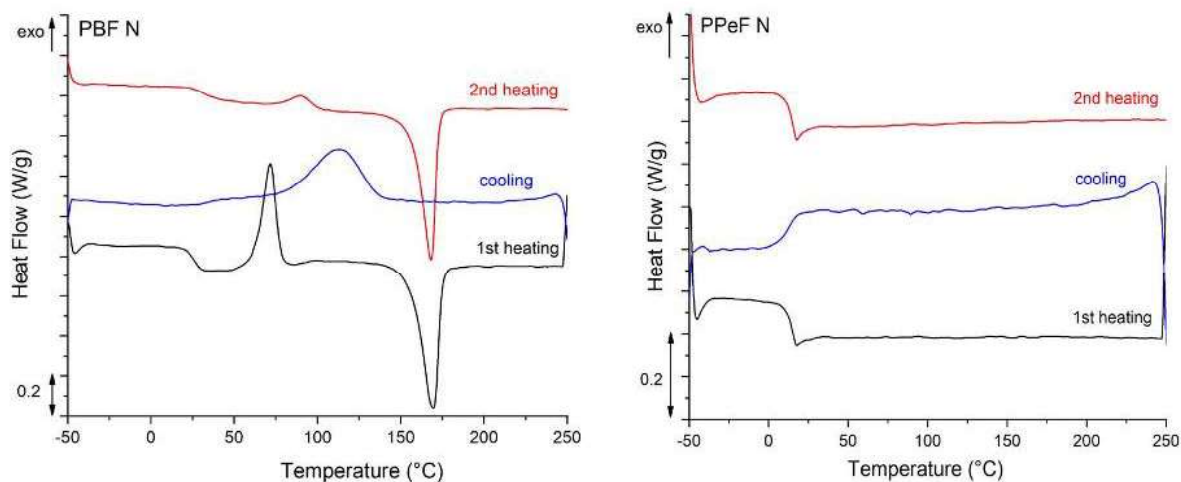 exo
PBF N
2nd heating
cooling
1st heating
Heat Flow (W/g)
0.2
-50 0 50 100 150 200 250
Temperature (°C)
exo
PPeF N
2nd heating
cooling
1st heating
Heat Flow (W/g)
0.2
-50 0 50 100 150 200 250
Temperature (°C)